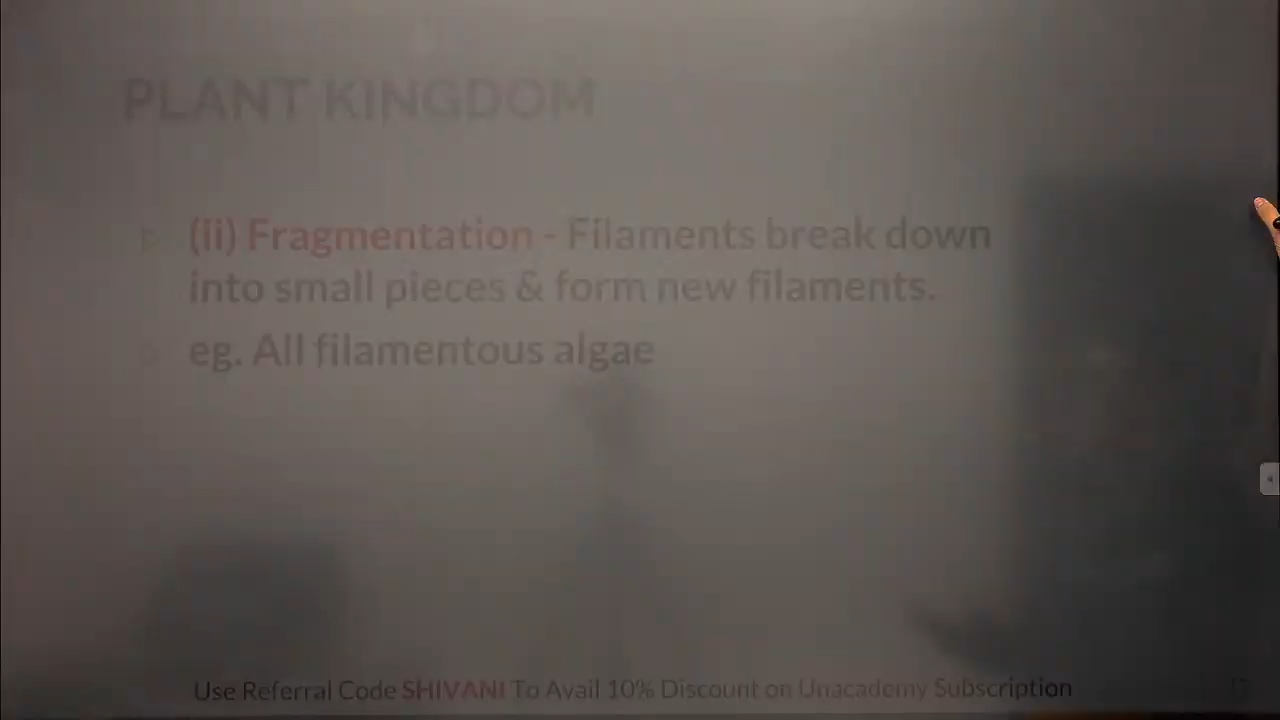 PLANT KINGDOM
(ii) Fragmentation - Filaments break down
into small pieces & form new filaments.
eg. All filamentous algae
Use Referral Code SHIVANI To Avail 10% Discount on Unacademy Subscription